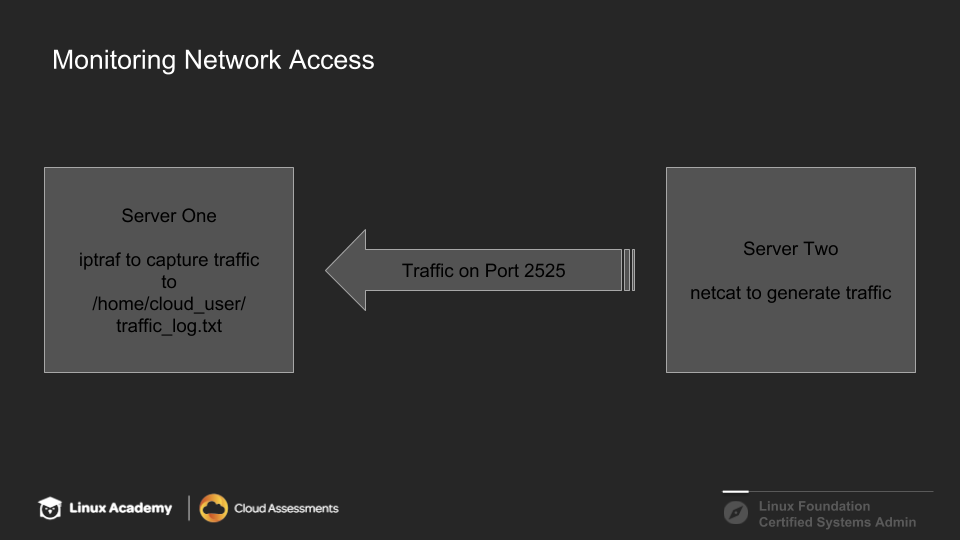 Monitoring Network Access
Server One
iptraf to capture traffic
to
/home/cloud_user/
traffic_log.txt
Traffic on Port 2525
Server Two
netcat to generate traffic
Linux Academy
Cloud Assessments
Linux Foundation
Certified Systems Admin